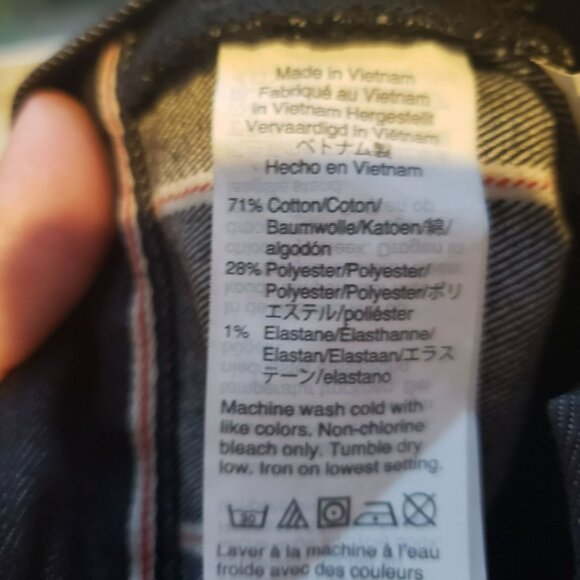 Made in Vietnam
Fabriqué au Vietnam
in Vietnam Hergestellt
Vervaardigd in Viëtnam
ベトナム製
Hecho en Vietnam
71% Cotton/Coton/
Baumwolle/Katoen/綿/
algodón
28% Polyester/Polyester/
Polyester/Polyester/ポリ
エステル/poliéster
1% Elastane/Élasthanne/
Elastan/Elastaan/エラス
テーン/elastano
Machine wash cold with
like colors. Non-chlorine
bleach only. Tumble dry
low. Iron on lowest setting.
30
Laver à la machine à l'eau
froide avec des couleurs